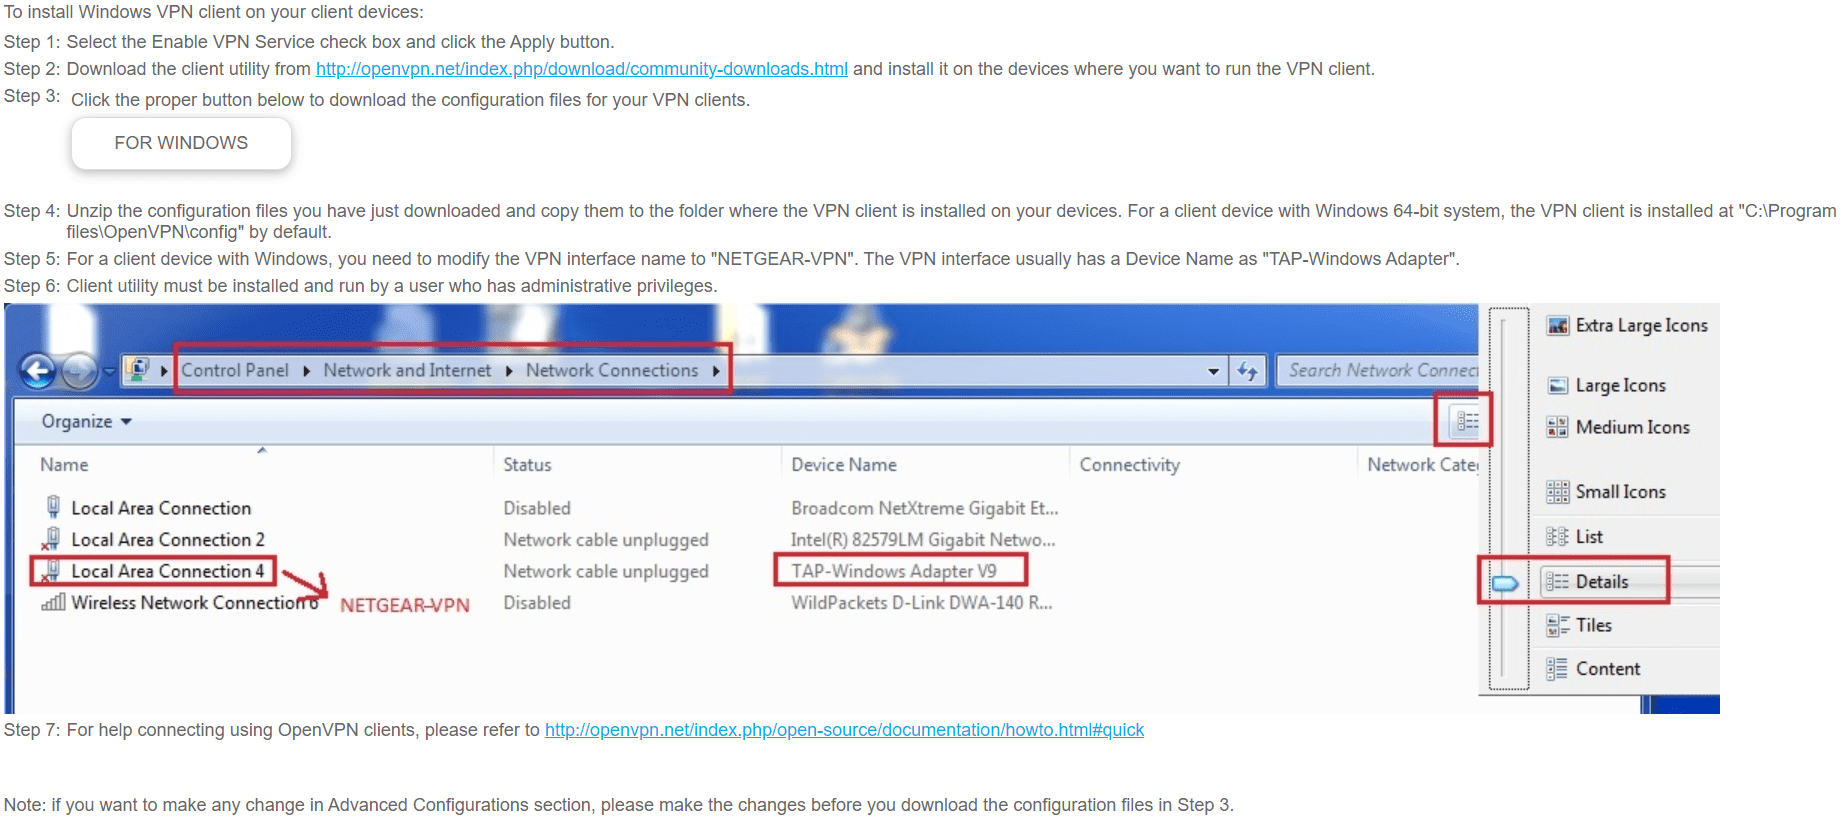 To install Windows VPN client on your client devices:
Step 1: Select the Enable VPN Service check box and click the Apply button.
Step 2: Download the client utility from http://openvpn.net/index.php/download/community-downloads.html and install it on the devices where you want to run the VPN client.
Step 3: Click the proper button below to download the configuration files for your VPN clients.
FOR WINDOWS
Step 4: Unzip the configuration files you have just downloaded and copy them to the folder where the VPN client is installed on your devices. For a client device with Windows 64-bit system, the VPN client is installed at "C:\Program
files\OpenVPN\config" by default.
Step 5: For a client device with Windows, you need to modify the VPN interface name to "NETGEAR-VPN". The VPN interface usually has a Device Name as "TAP-Windows Adapter".
Step 6: Client utility must be installed and run by a user who has administrative privileges.
Control Panel Network and Internet Network Connections Search Network Connect
Organize
Name Status Device Name Connectivity Network Cate
Local Area Connection Disabled Broadcom NetXtreme Gigabit Et...
Local Area Connection 2 Network cable unplugged Intel(R) 82579LM Gigabit Netwo...
Local Area Connection 4 Network cable unplugged TAP-Windows Adapter V9
Wireless Network Connection 6 NETGEAR-VPN Disabled WildPackets D-Link DWA-140 R...
Extra Large Icons
Large Icons
Medium Icons
Small Icons
List
Details
Tiles
Content
Step 7: For help connecting using OpenVPN clients, please refer to http://openvpn.net/index.php/open-source/documentation/howto.html#quick
Note: if you want to make any change in Advanced Configurations section, please make the changes before you download the configuration files in Step 3.